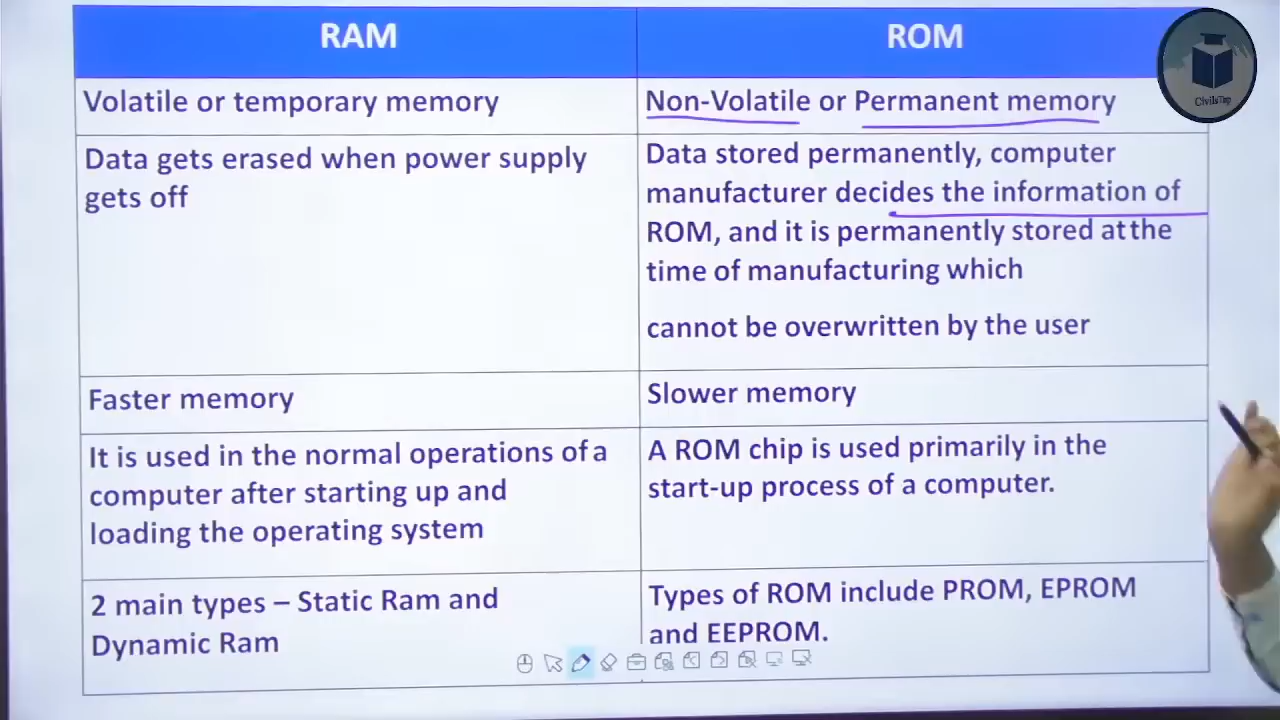 RAM
ROM
CivilsTap
Volatile or temporary memory
Non-Volatile or Permanent memory
Data gets erased when power supply
gets off
Data stored permanently, computer
manufacturer decides the information of
ROM, and it is permanently stored at the
time of manufacturing which
cannot be overwritten by the user
Faster memory
Slower memory
It is used in the normal operations of a
computer after starting up and
loading the operating system
A ROM chip is used primarily in the
start-up process of a computer.
2 main types – Static Ram and
Dynamic Ram
Types of ROM include PROM, EPROM
and EEPROM.